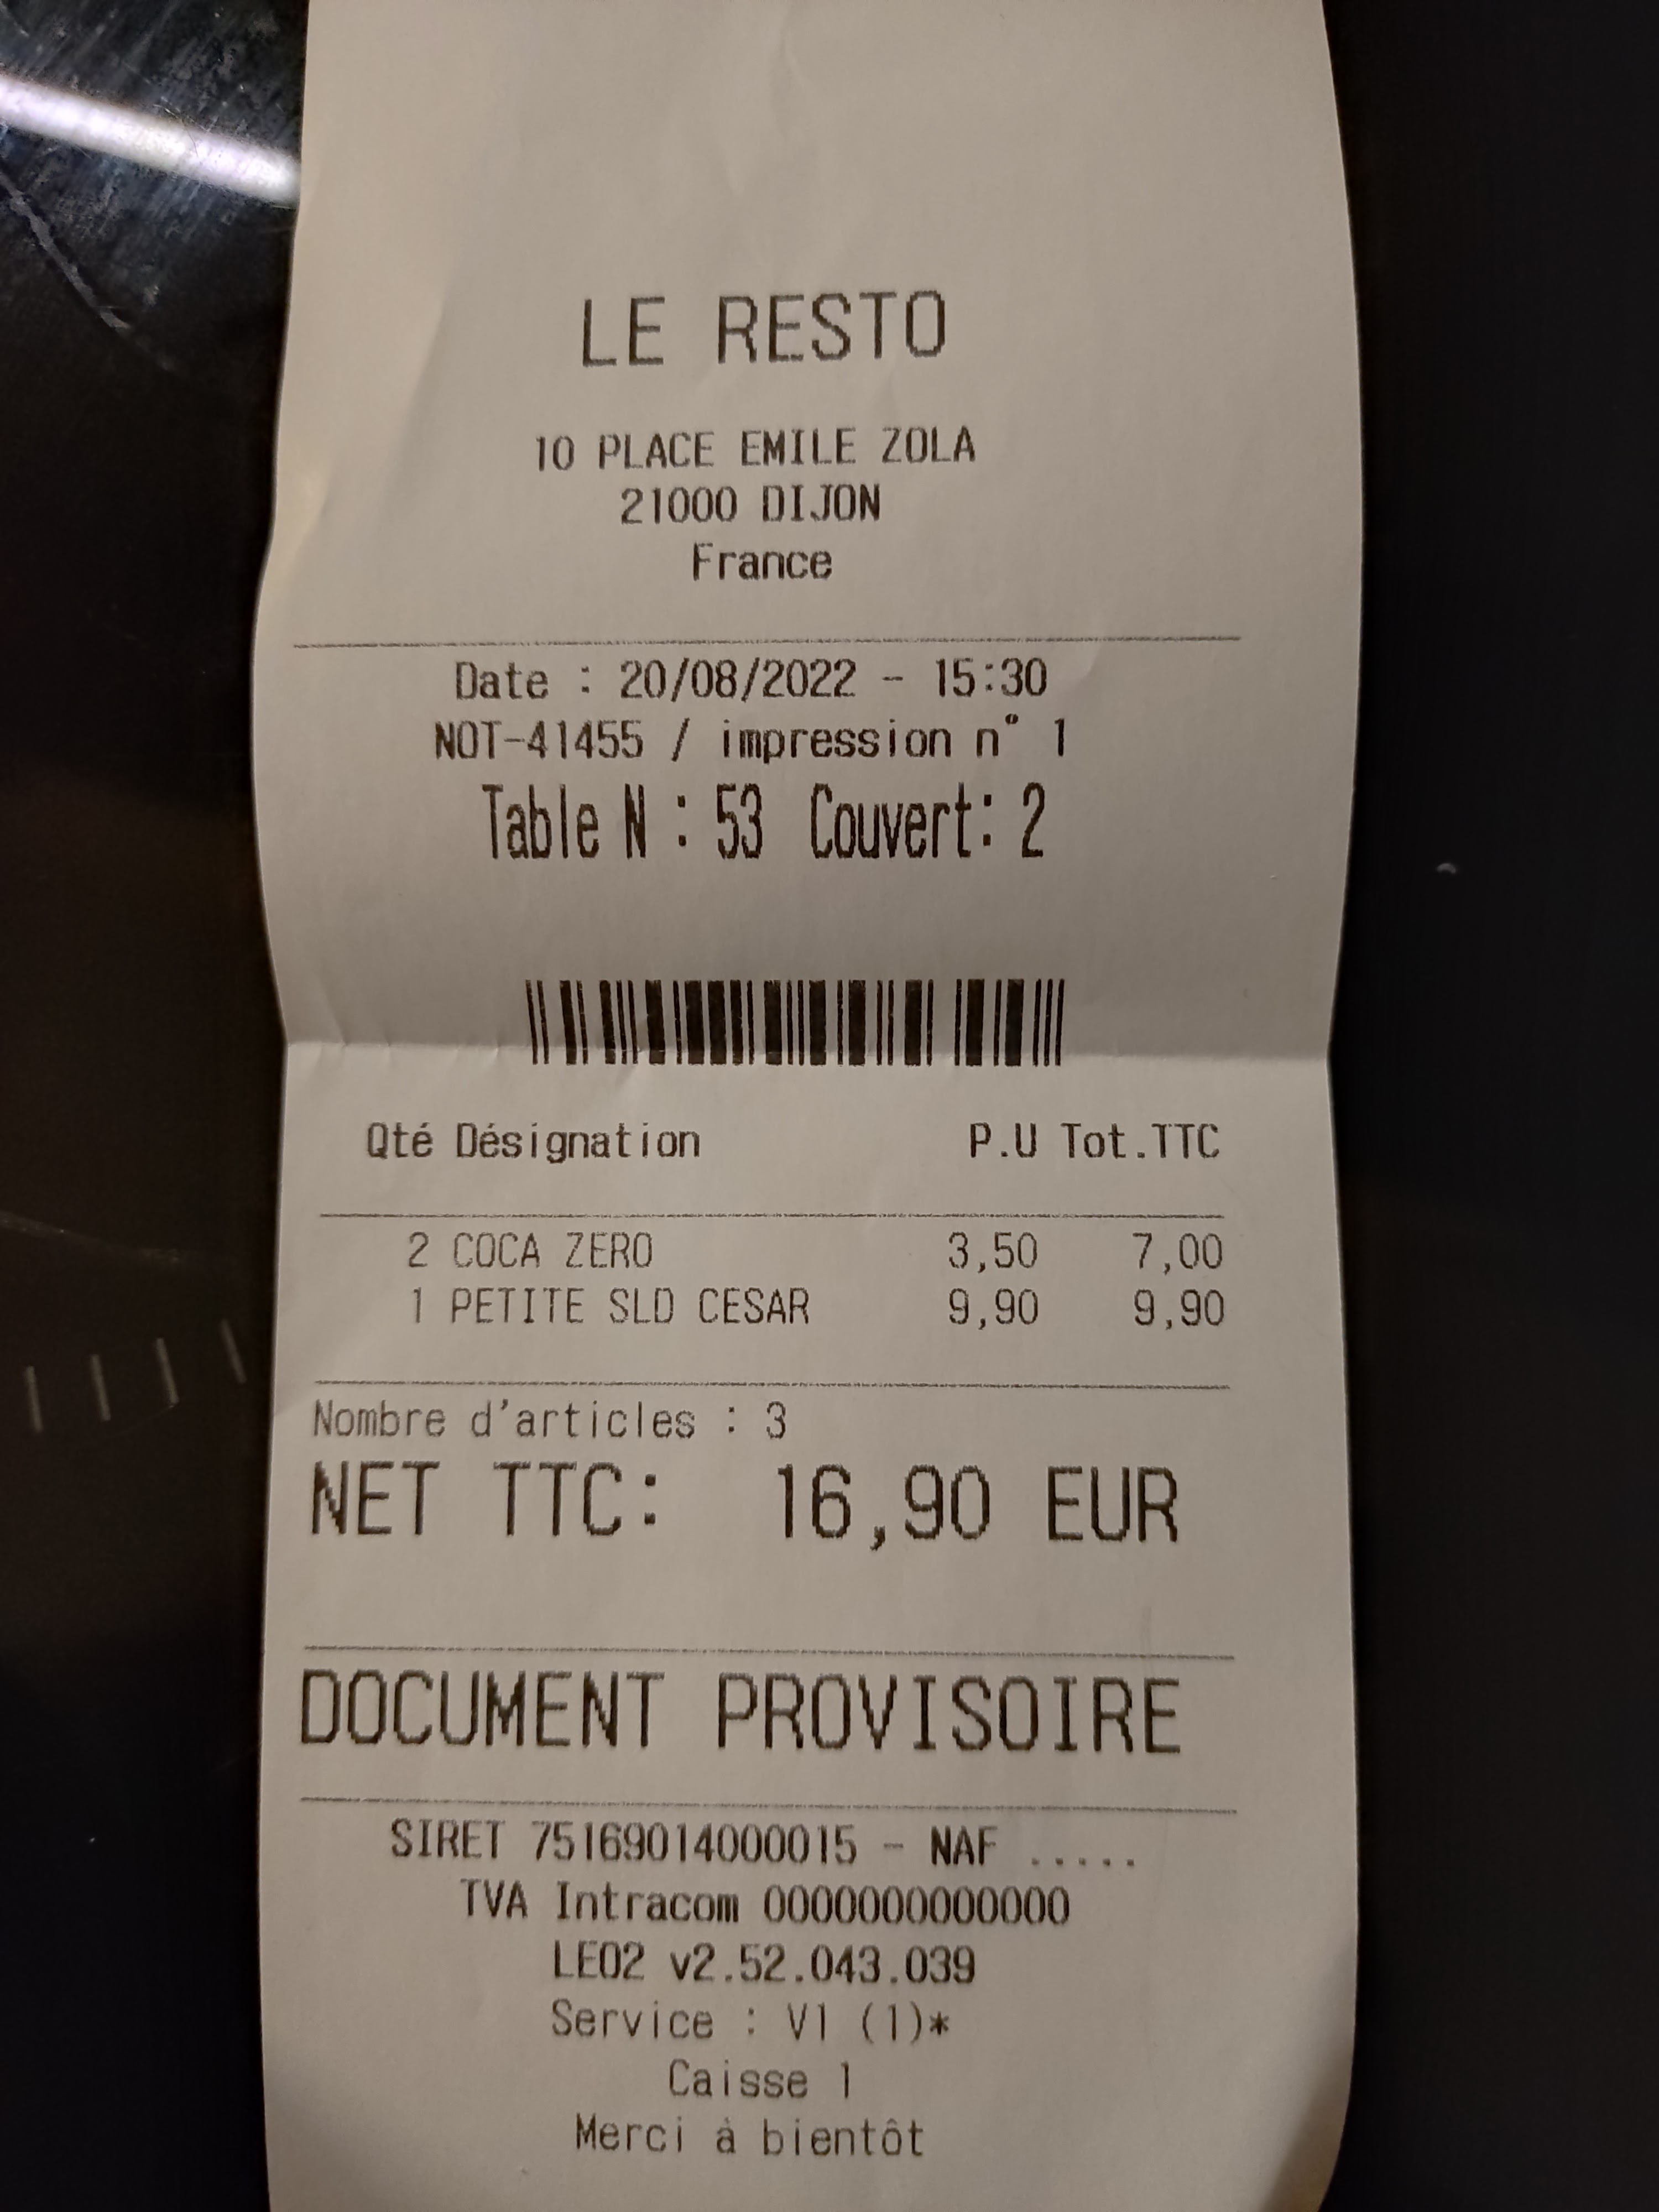 LE RESTO
10 PLACE EMILE ZOLA
21000 DIJON
France
Date : 20/08/2022 - 15:30
NOT-41455 / impression n° 1
Table N : 53 Couvert: 2
Qté Désignation P.U Tot.TTC
2 COCA ZERO 3,50 7,00
1 PETITE SLD CESAR 9,90 9,90
Nombre d'articles : 3
NET TTC: 16,90 EUR
DOCUMENT PROVISOIRE
SIRET 75169014000015 - NAF .....
TVA Intracom 0000000000000
LEO2 v2.52.043.039
Service : V1 (1)*
Caisse 1
Merci à bientôt